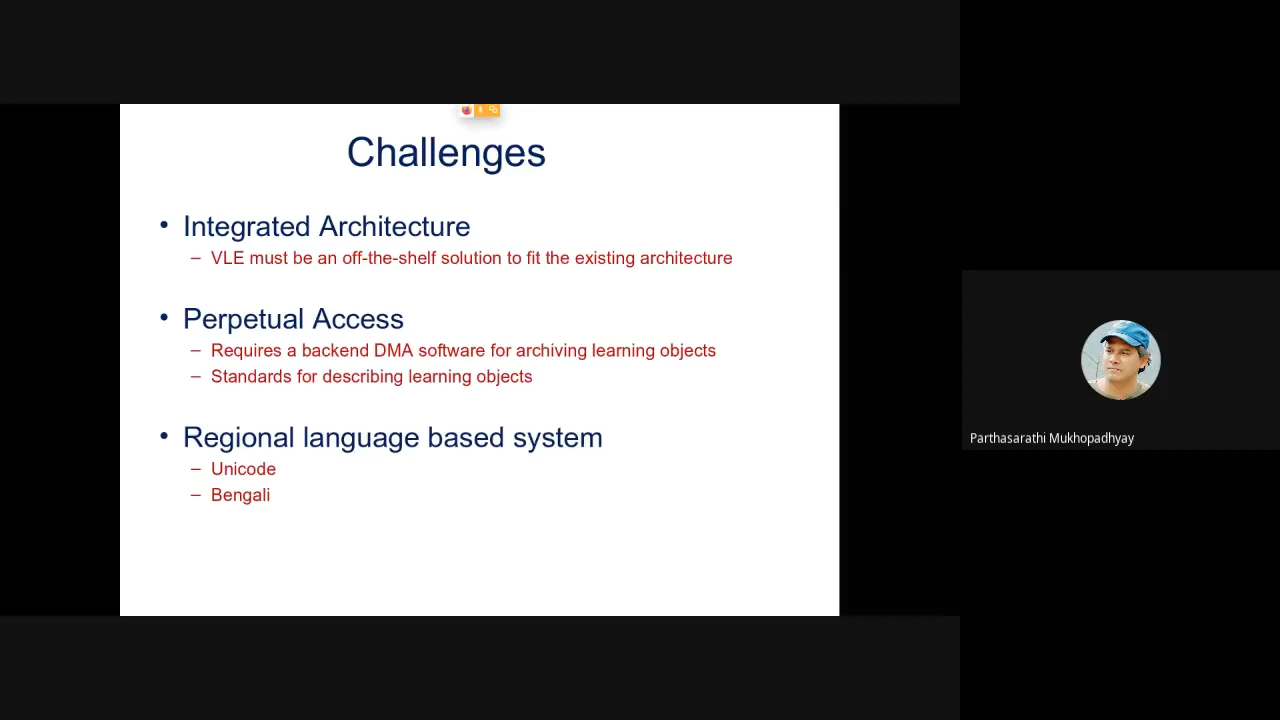 Challenges
• Integrated Architecture
– VLE must be an off-the-shelf solution to fit the existing architecture
• Perpetual Access
– Requires a backend DMA software for archiving learning objects
– Standards for describing learning objects
• Regional language based system
– Unicode
– Bengali
Parthasarathi Mukhopadhyay